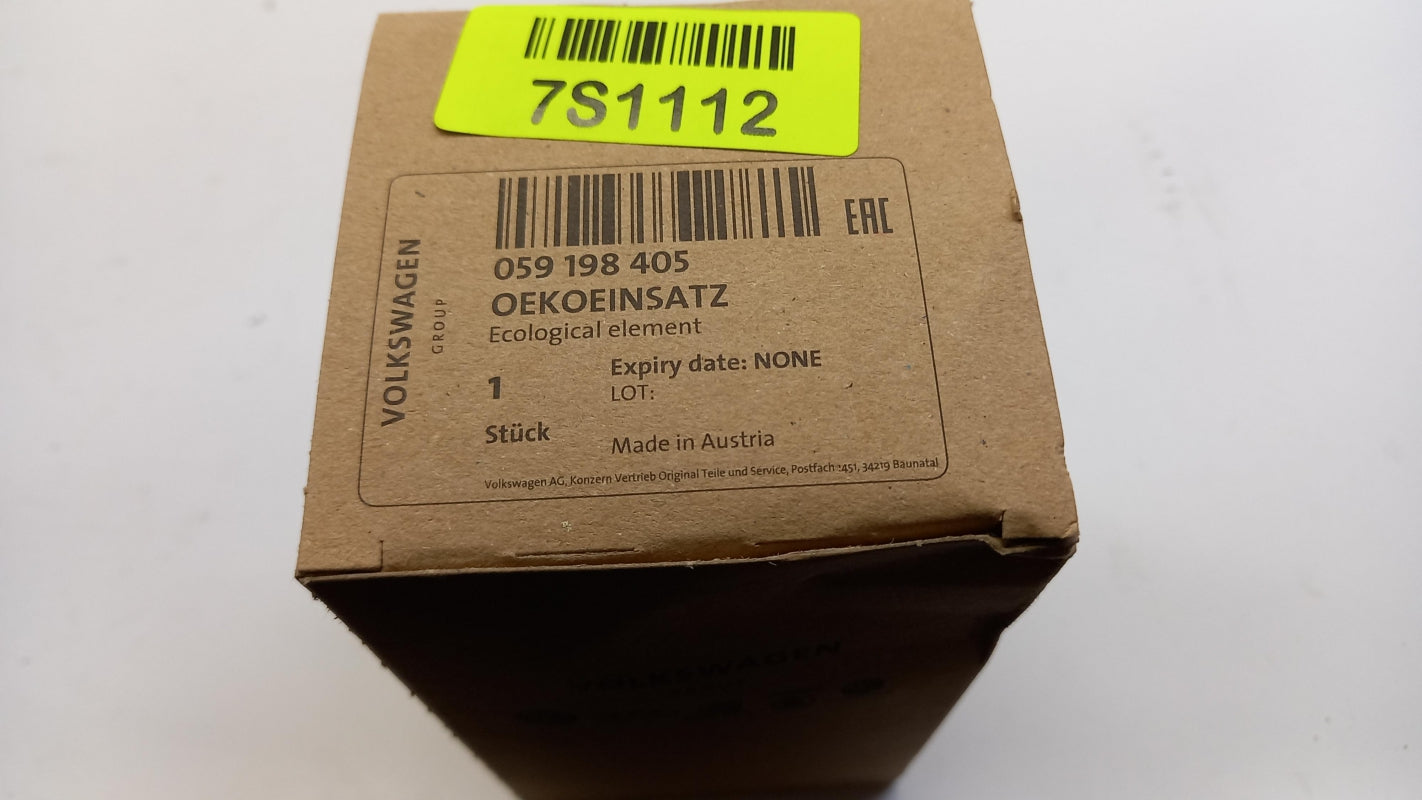 7S1112
EAC
059 198 405
OEKOEINSATZ
Ecological element
VOLKSWAGEN
GROUP
1
Stück
Expiry date: NONE
LOT:
Made in Austria
Volkswagen AG, Konzern Vertrieb Original Teile und Service, Postfach 1451, 34219 Baunatal
VOLKSWAGEN